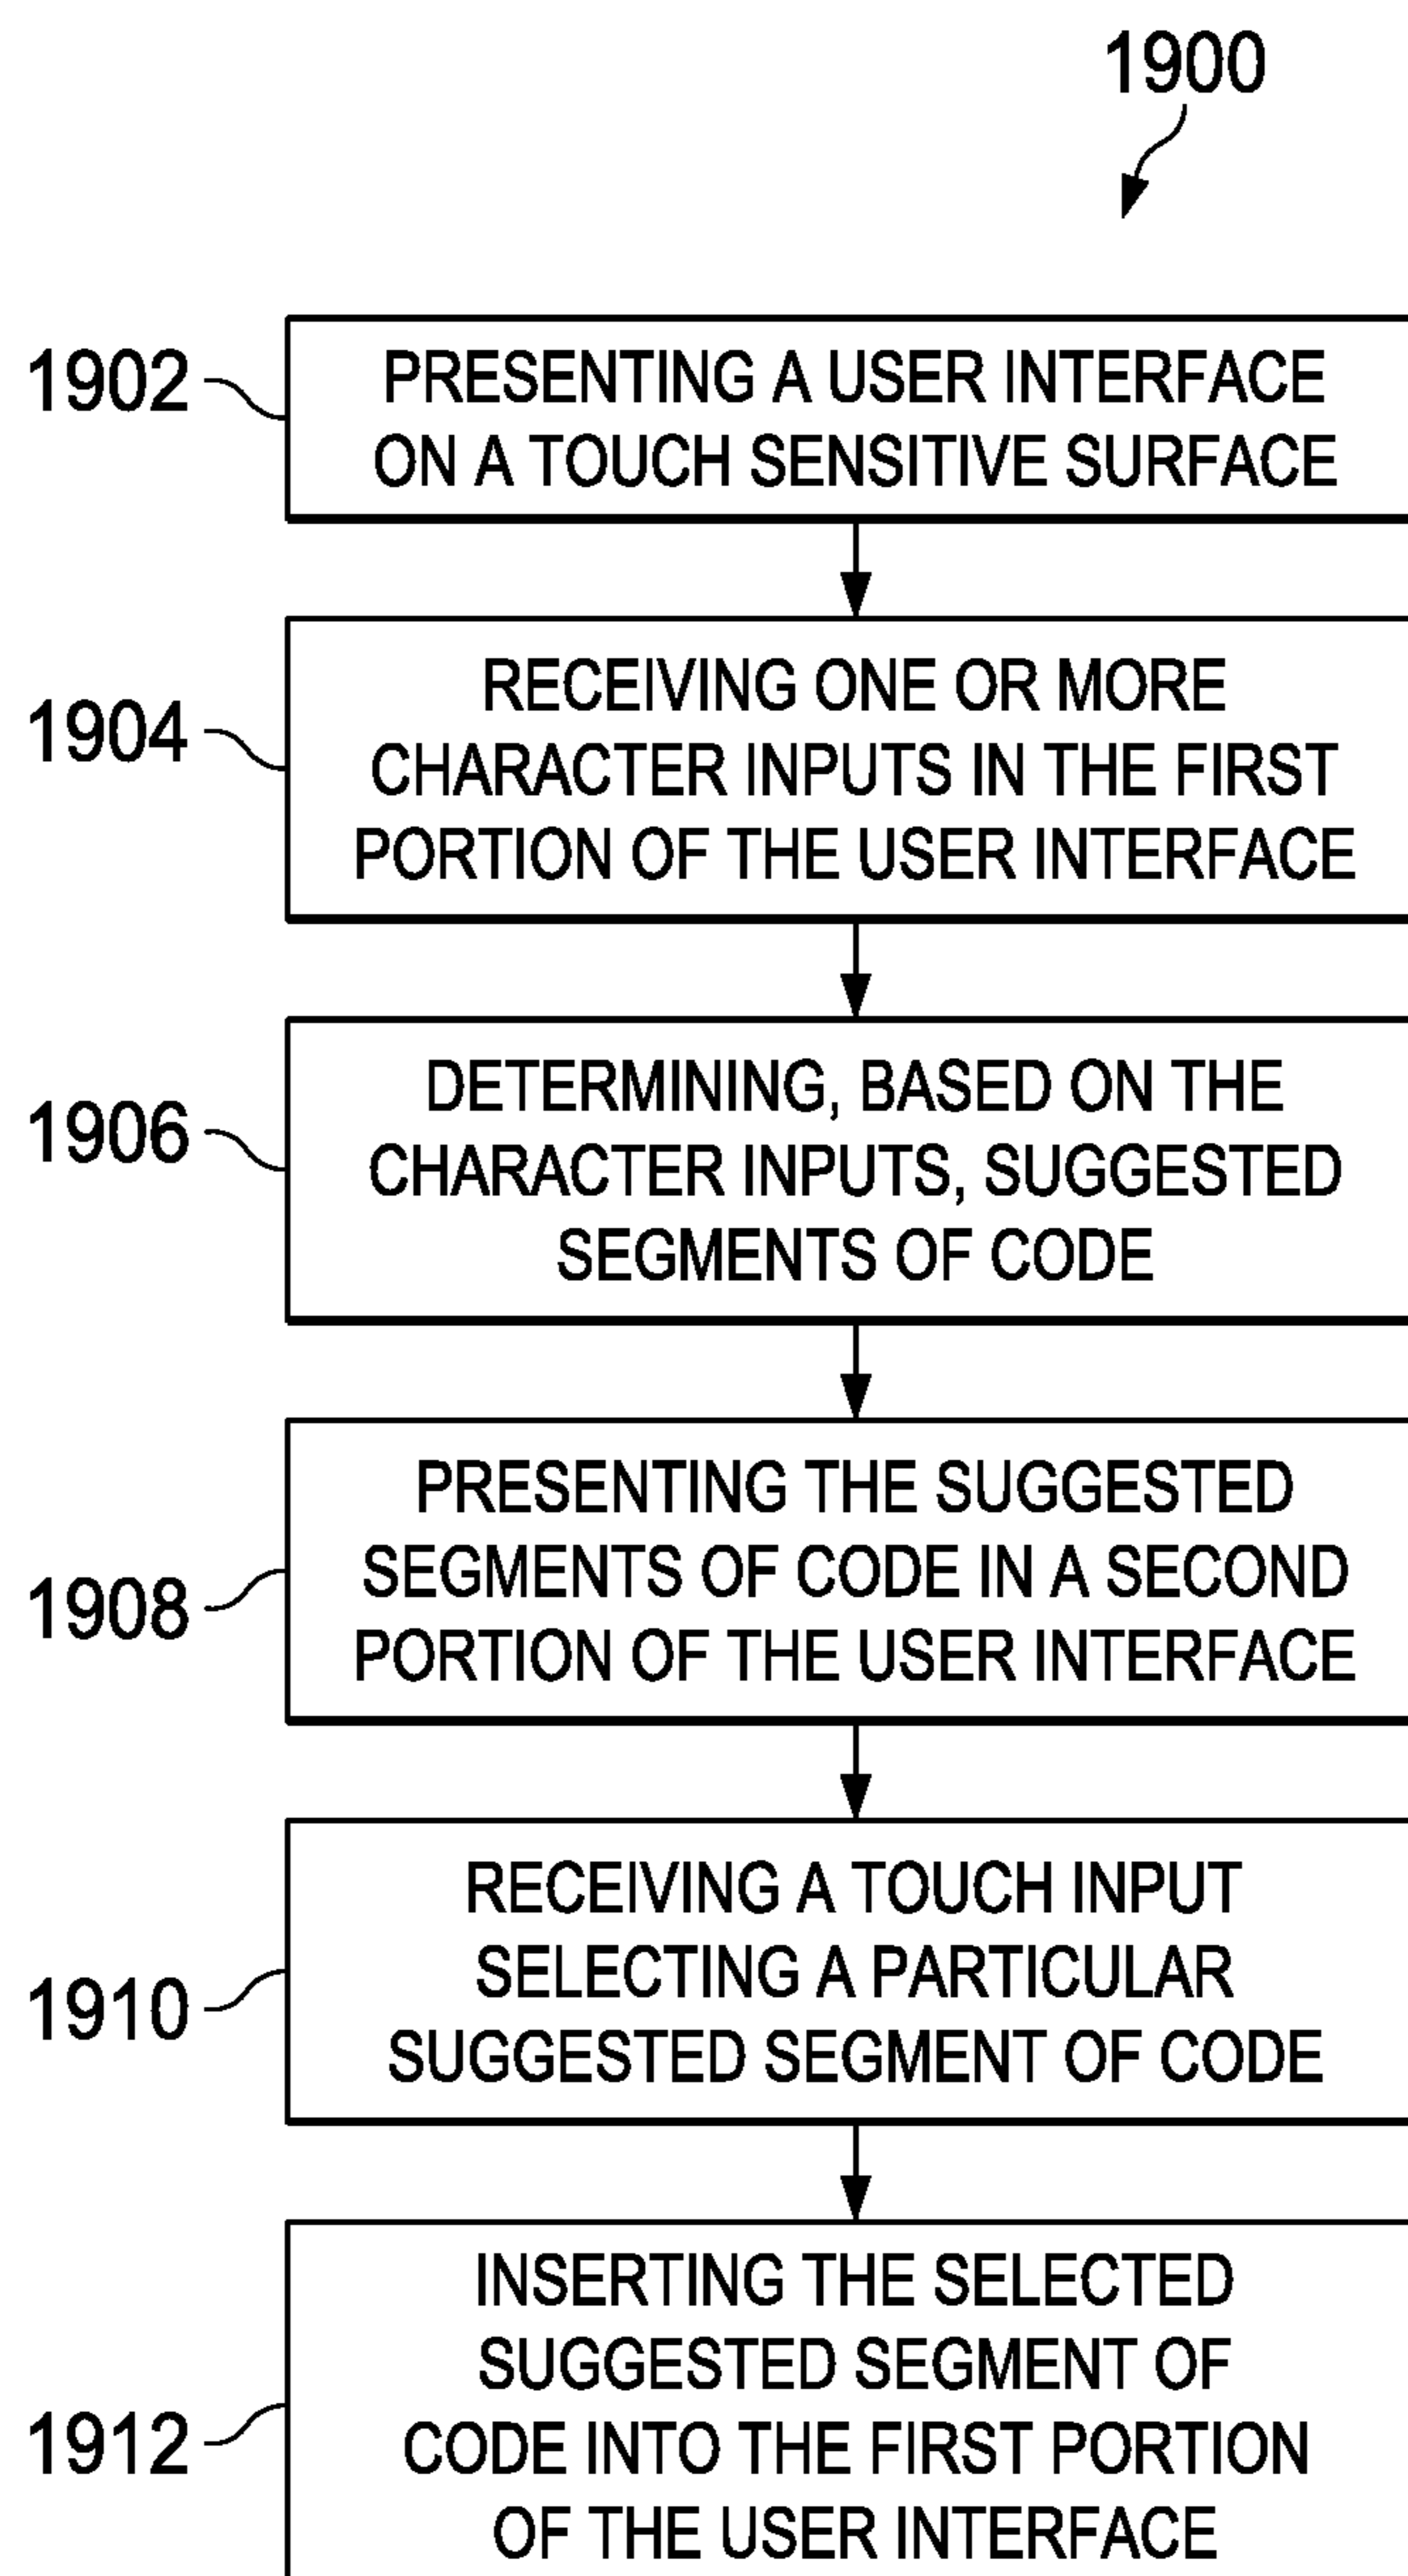 1900
1902
PRESENTING A USER INTERFACE
ON A TOUCH SENSITIVE SURFACE
1904
RECEIVING ONE OR MORE
CHARACTER INPUTS IN THE FIRST
PORTION OF THE USER INTERFACE
1906
DETERMINING, BASED ON THE
CHARACTER INPUTS, SUGGESTED
SEGMENTS OF CODE
1908
PRESENTING THE SUGGESTED
SEGMENTS OF CODE IN A SECOND
PORTION OF THE USER INTERFACE
1910
RECEIVING A TOUCH INPUT
SELECTING A PARTICULAR
SUGGESTED SEGMENT OF CODE
1912
INSERTING THE SELECTED
SUGGESTED SEGMENT OF
CODE INTO THE FIRST PORTION
OF THE USER INTERFACE